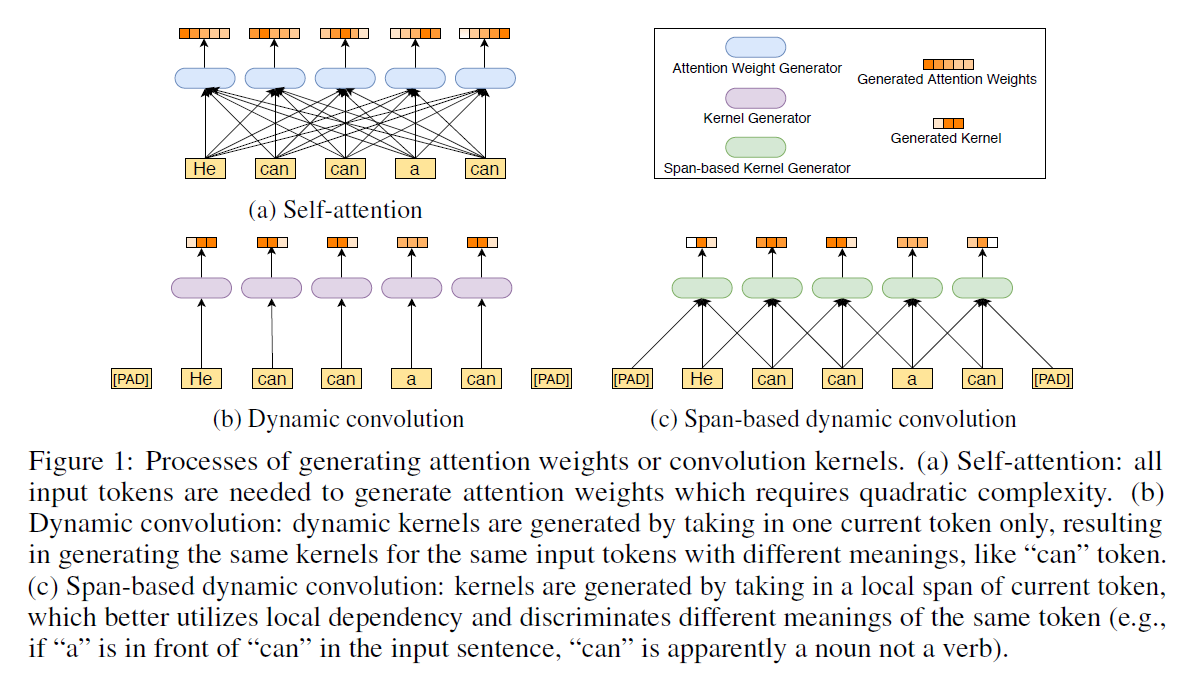 He can can a can
(a) Self-attention
Attention Weight Generator
Kernel Generator
Span-based Kernel Generator
Generated Attention Weights
Generated Kernel
[PAD] He can can a can [PAD]
(b) Dynamic convolution
[PAD] He can can a can [PAD]
(c) Span-based dynamic convolution
Figure 1: Processes of generating attention weights or convolution kernels. (a) Self-attention: all
input tokens are needed to generate attention weights which requires quadratic complexity. (b)
Dynamic convolution: dynamic kernels are generated by taking in one current token only, resulting
in generating the same kernels for the same input tokens with different meanings, like “can” token.
(c) Span-based dynamic convolution: kernels are generated by taking in a local span of current token,
which better utilizes local dependency and discriminates different meanings of the same token (e.g.,
if “a” is in front of “can” in the input sentence, “can” is apparently a noun not a verb).